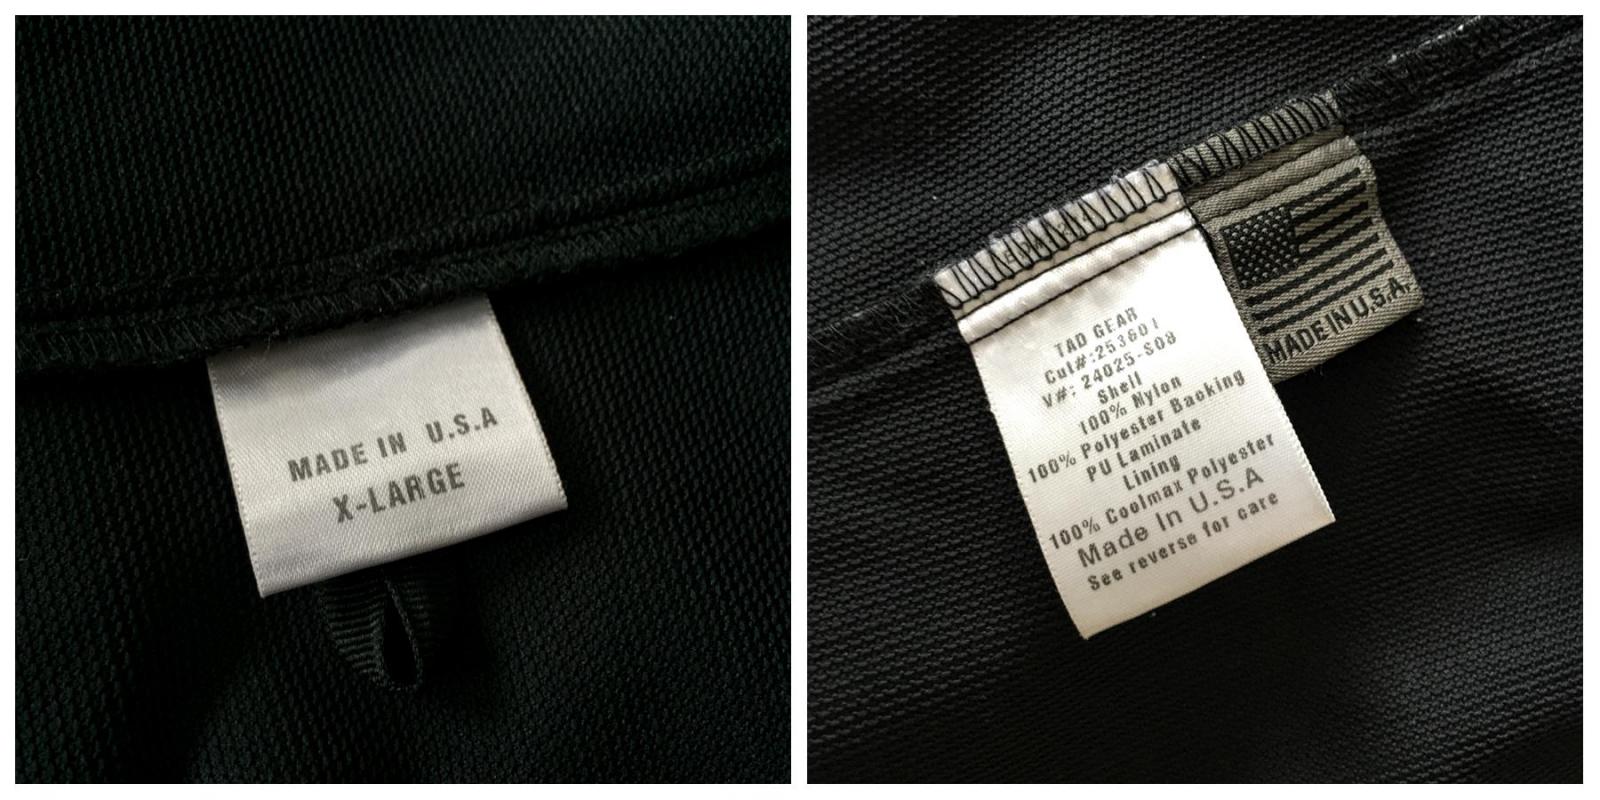 MADE IN U.S.A
X-LARGE
TAD GEAR
Cut#:253601
V#: 24025-S08
Shell
100% Nylon
100% Polyester Backing
PU Laminate
Lining
100% Coolmax Polyester
Made In U.S.A
See reverse for care
MADE IN U.S.A.